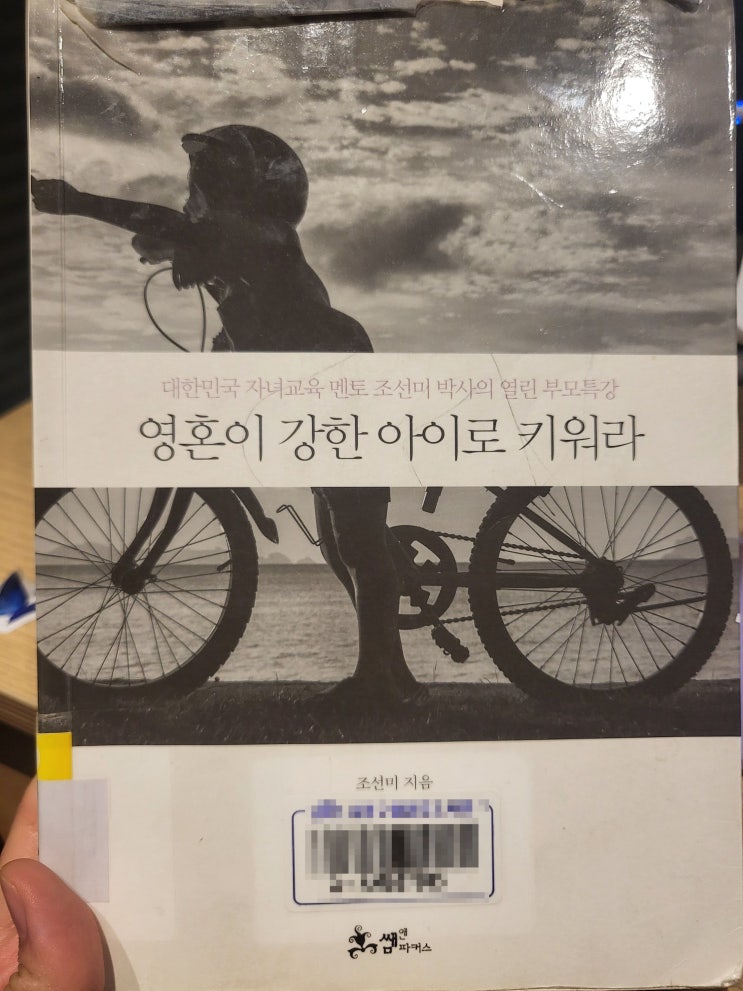 대한민국 자녀교육 멘토 조선미 박사의 열린 부모특강
영혼이 강한 아이로 키워라
조선미 지음
쌤앤파커스